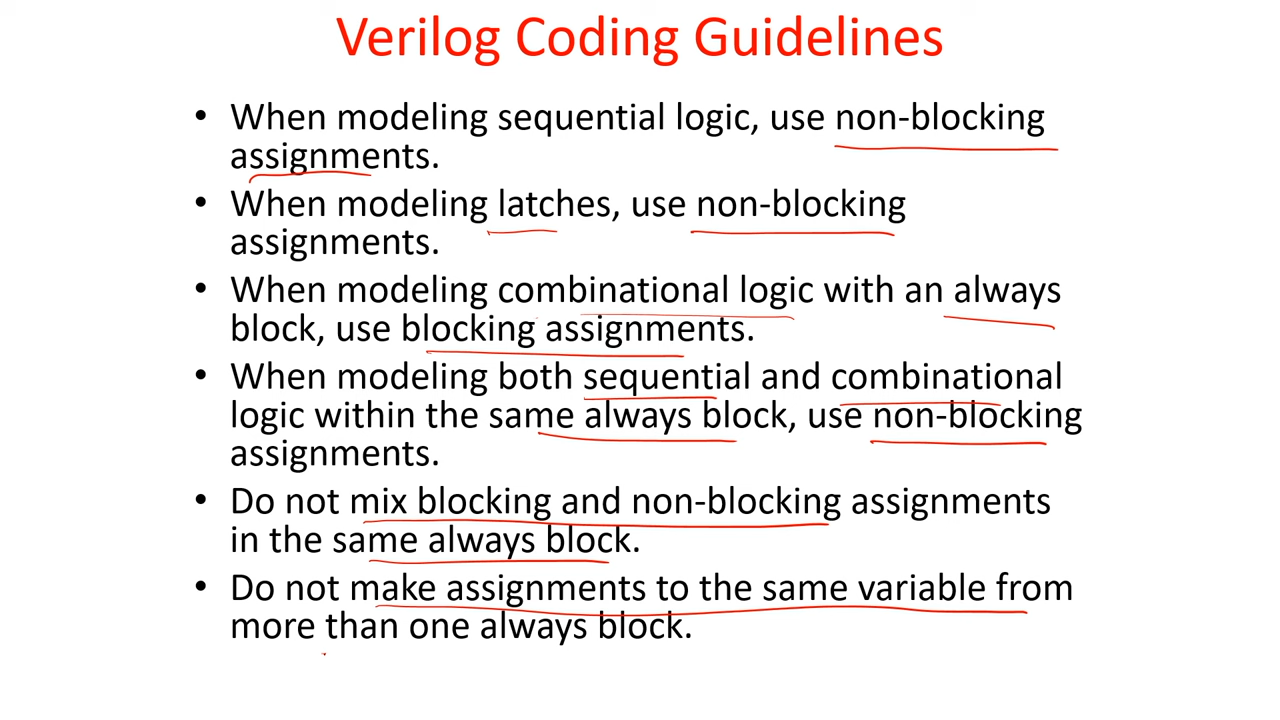 Verilog Coding Guidelines
• When modeling sequential logic, use non-blocking
assignments.
• When modeling latches, use non-blocking
assignments.
• When modeling combinational logic with an always
block, use blocking assignments.
• When modeling both sequential and combinational
logic within the same always block, use non-blocking
assignments.
• Do not mix blocking and non-blocking assignments
in the same always block.
• Do not make assignments to the same variable from
more than one always block.